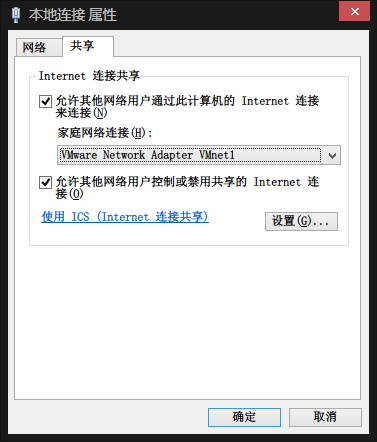 本地连接 属性
网络 共享
Internet 连接共享
允许其他网络用户通过此计算机的 Internet 连接
来连接(N)
家庭网络连接(H):
VMware Network Adapter VMnet1
允许其他网络用户控制或禁用共享的 Internet 连
接(O)
使用 ICS (Internet 连接共享)
设置(G)...
确定 取消